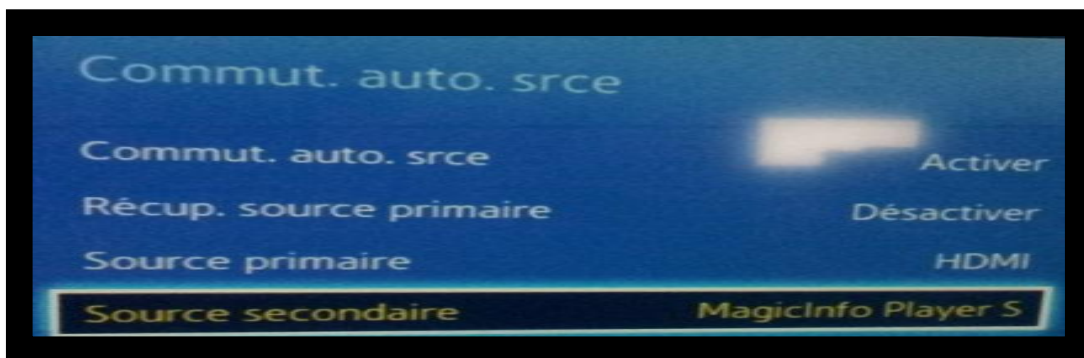 Commut. auto. srce
Commut. auto. srce Activer
Récup. source primaire Désactiver
Source primaire HDMI
Source secondaire MagicInfo Player S